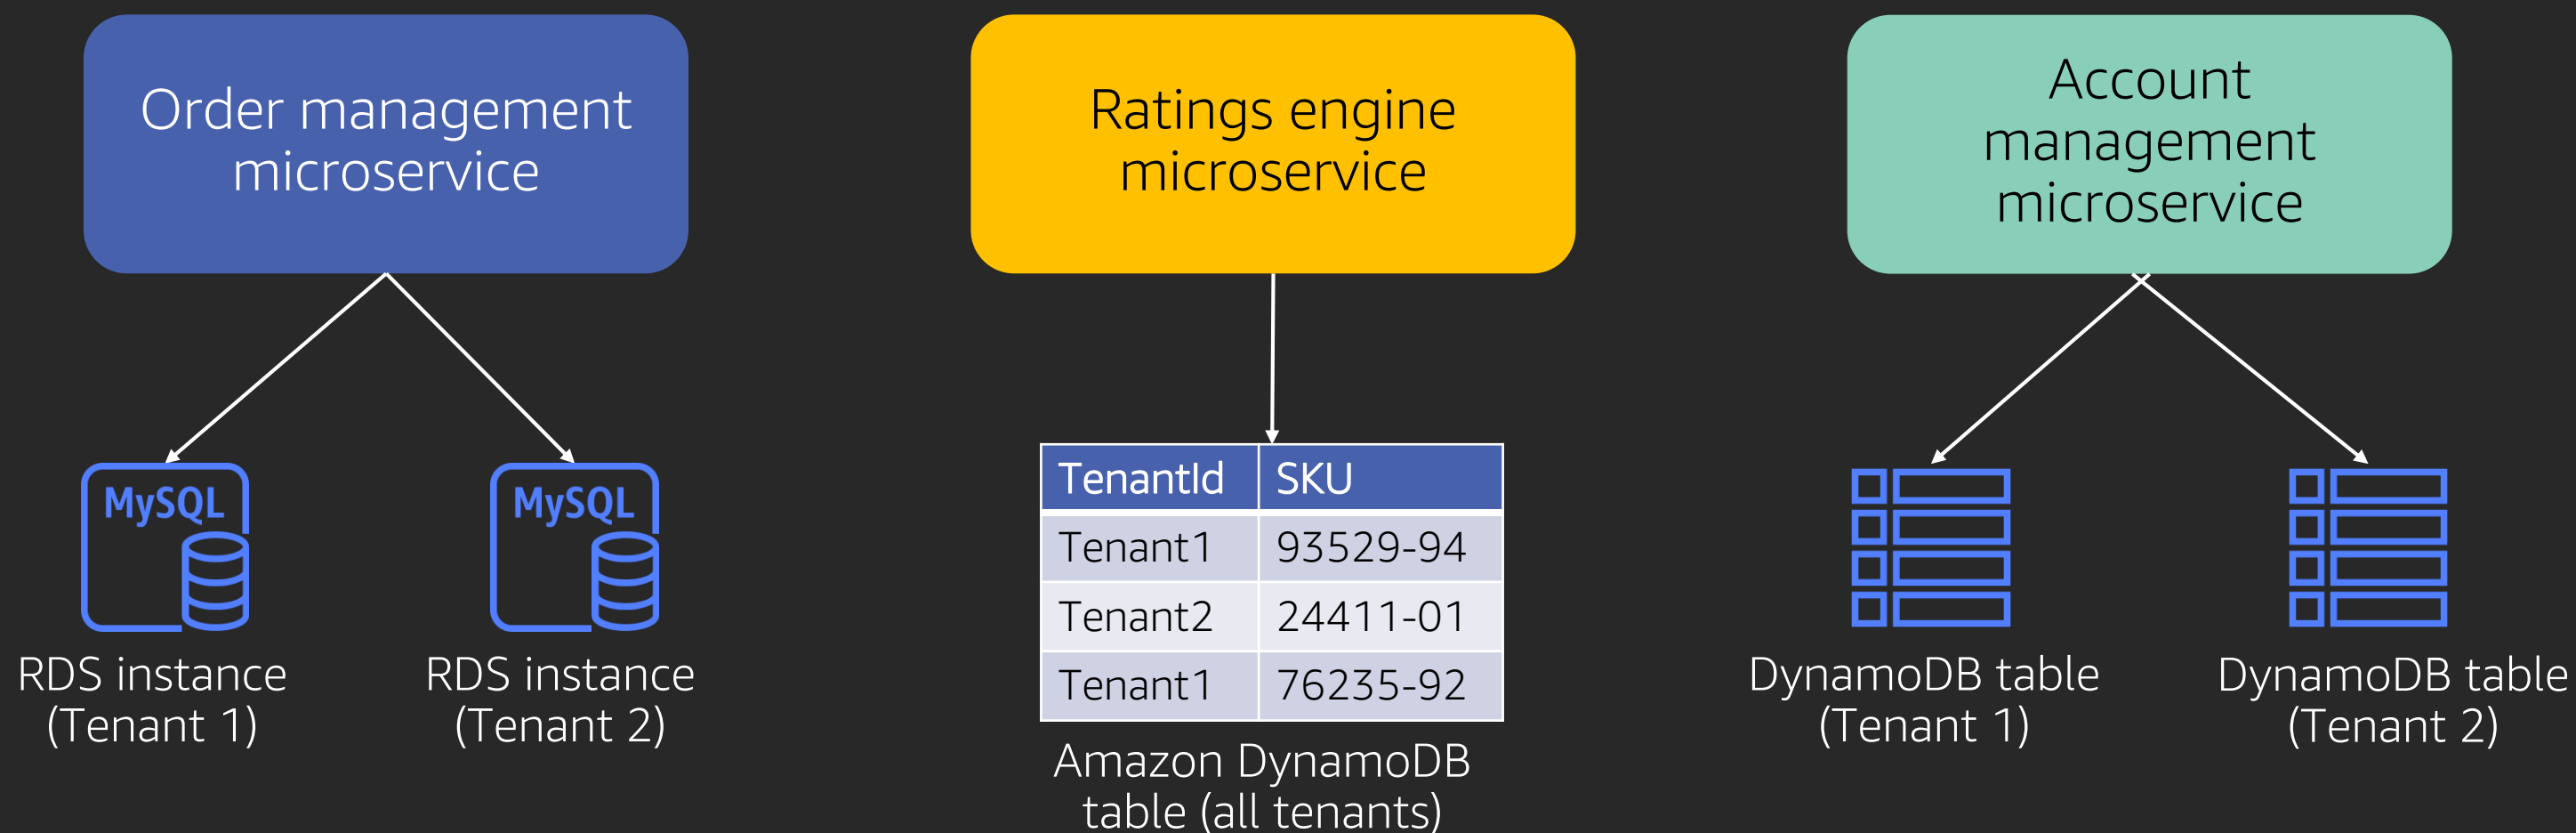 Order management
microservice
Ratings engine
microservice
Account
management
microservice
MySQL
MySQL
RDS instance
(Tenant 1)
RDS instance
(Tenant 2)
TenantId SKU
Tenant1 93529-94
Tenant2 24411-01
Tenant1 76235-92
Amazon DynamoDB
table (all tenants)
DynamoDB table
(Tenant 1)
DynamoDB table
(Tenant 2)